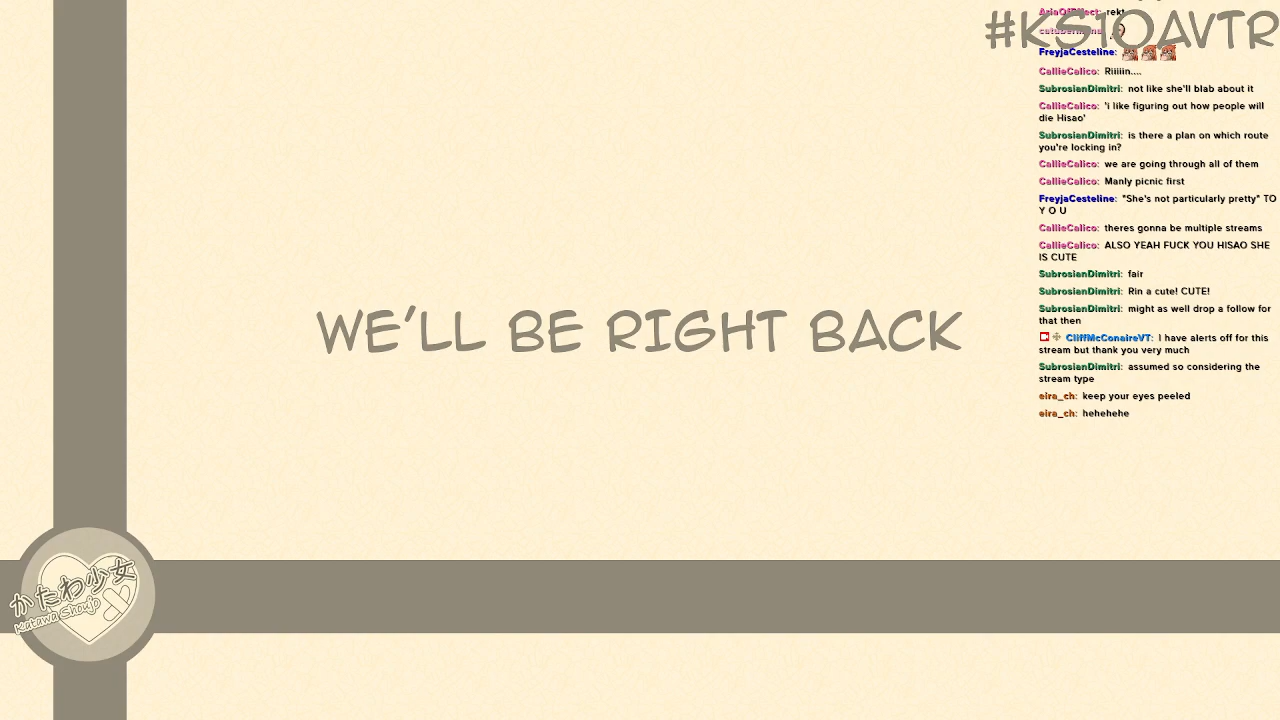 AriaOfEffect: rekt
#KS10AVTR
FreyjaCesteline:
CallieCalico: Riiiiin....
SubrosianDimitri: not like she'll blab about it
CallieCalico: 'i like figuring out how people will
die Hisao'
SubrosianDimitri: is there a plan on which route
you're locking in?
CallieCalico: we are going through all of them
CallieCalico: Manly picnic first
FreyjaCesteline: "She's not particularly pretty" TO
Y O U
CallieCalico: theres gonna be multiple streams
CallieCalico: ALSO YEAH FUCK YOU HISAO SHE
IS CUTE
SubrosianDimitri: fair
SubrosianDimitri: Rin a cute! CUTE!
SubrosianDimitri: might as well drop a follow for
that then
CliffMcConaireVT: I have alerts off for this
stream but thank you very much
SubrosianDimitri: assumed so considering the
stream type
eira_ch: keep your eyes peeled
eira_ch: hehehehe
WE'LL BE RIGHT BACK
かたわ少女
Katawa Shoujo